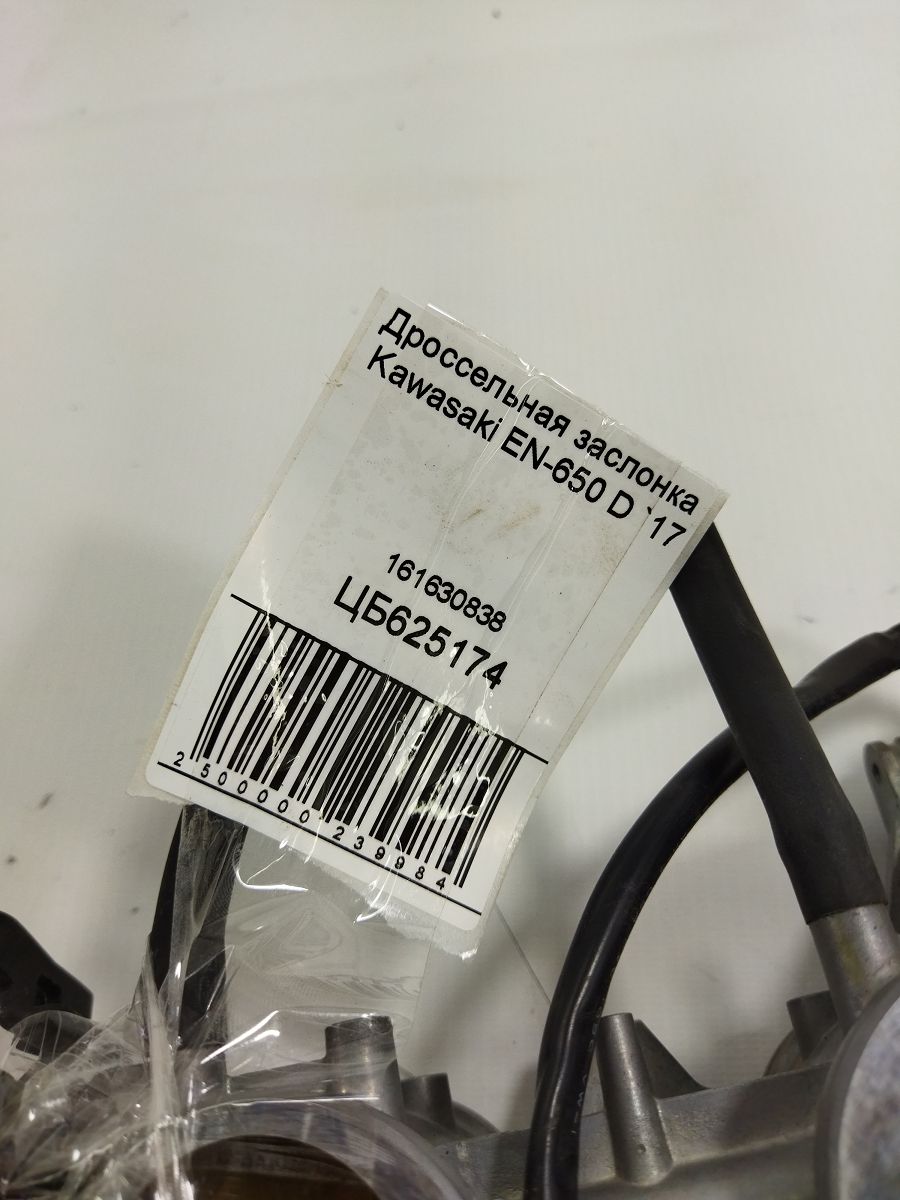 Дроссельная заслонка
Kawasaki EN-650 D `17
161630838
ЦБ625174
2500000239984